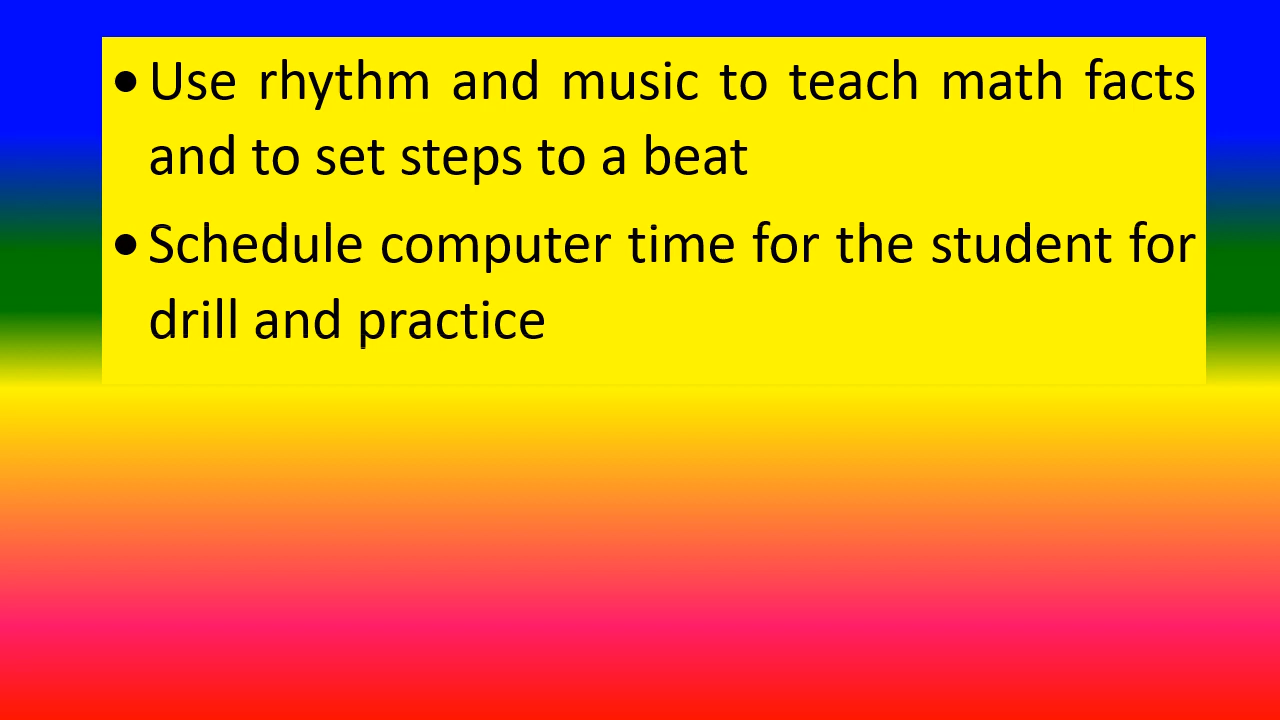 • Use rhythm and music to teach math facts
and to set steps to a beat
• Schedule computer time for the student for
drill and practice